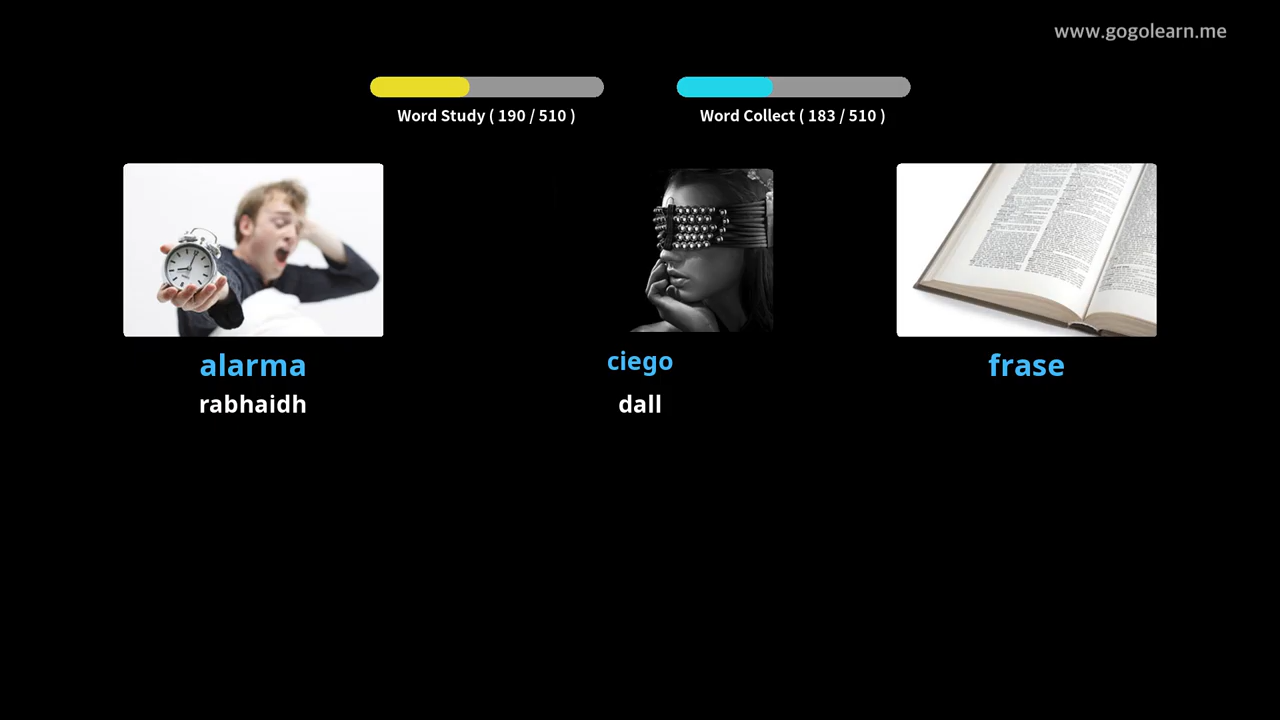 www.gogolearn.me
Word Study ( 190 / 510 )
Word Collect ( 183 / 510 )
alarma
rabhaidh
ciego
dall
frase